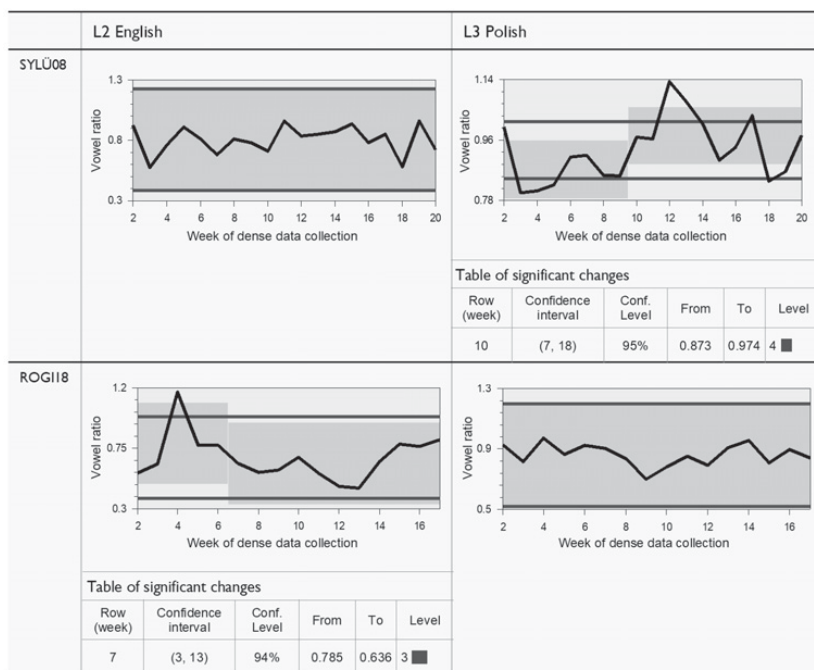 L2 English
L3 Polish
SYLÜ08
1.3
0.8
0.3
Vowel ratio
2 4 6 8 10 12 14 16 18 20
Week of dense data collection
1.14
0.96
0.78
Vowel ratio
2 4 6 8 10 12 14 16 18 20
Week of dense data collection
Table of significant changes
Row (week) Confidence interval Conf. Level From To Level
10 (7, 18) 95% 0.873 0.974 4
ROGI18
1.2
0.75
0.3
Vowel ratio
2 4 6 8 10 12 14 16
Week of dense data collection
1.3
0.9
0.5
Vowel ratio
2 4 6 8 10 12 14 16
Week of dense data collection
Table of significant changes
Row (week) Confidence interval Conf. Level From To Level
7 (3, 13) 94% 0.785 0.636 3